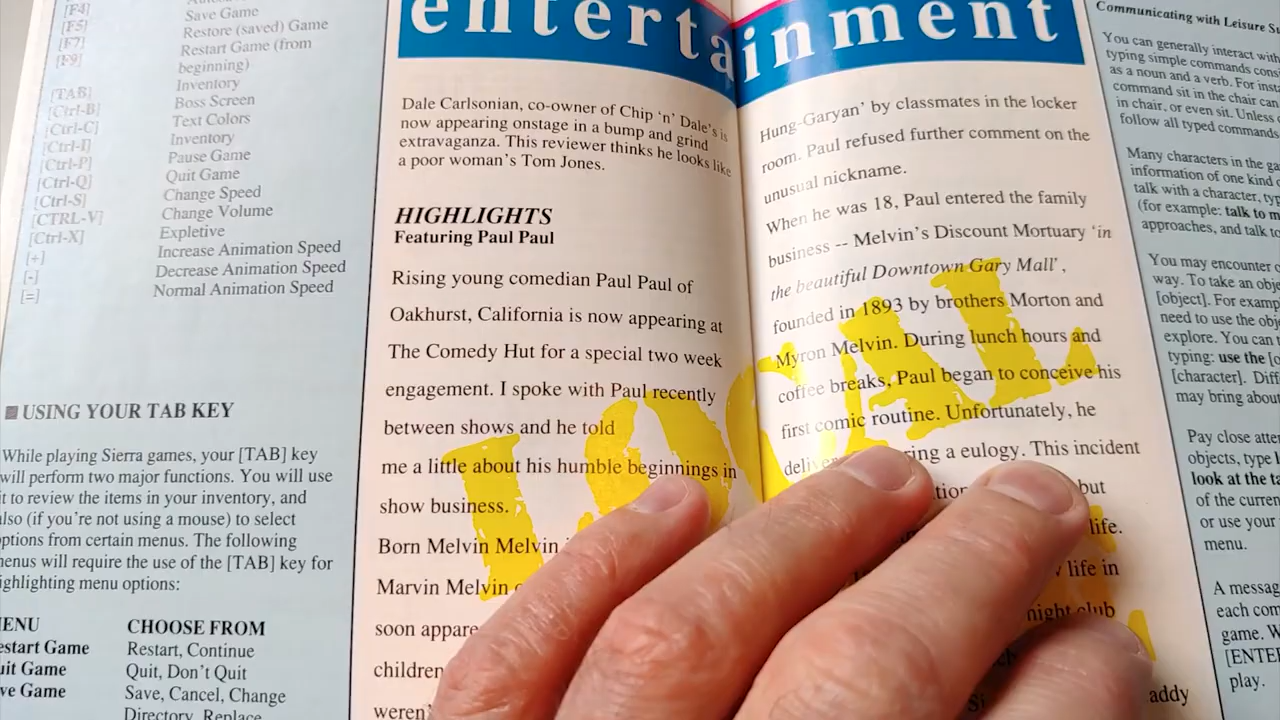 [F4]
Save Game
[F5]
Restore (saved) Game
[F7]
Restart Game (from
[F9]
beginning)
Inventory
[TAB]
Boss Screen
[Ctrl-B]
Text Colors
[Ctrl-C]
Inventory
[Ctrl-I]
Pause Game
[Ctrl-P]
Quit Game
[Ctrl-Q]
Change Speed
[Ctrl-S]
Change Volume
[CTRL-V]
Expletive
[Ctrl-X]
Increase Animation Speed
[+]
Decrease Animation Speed
[-]
Normal Animation Speed
[=]
USING YOUR TAB KEY
While playing Sierra games, your [TAB] key
will perform two major functions. You will use
it to review the items in your inventory, and
also (if you're not using a mouse) to select
options from certain menus. The following
menus will require the use of the [TAB] key for
highlighting menu options:
MENU CHOOSE FROM
Restart Game Restart, Continue
Quit Game Quit, Don't Quit
Save Game Save, Cancel, Change
Directory, Replace
entertainment
Dale Carlsonian, co-owner of Chip 'n' Dale's is
now appearing onstage in a bump and grind
extravaganza. This reviewer thinks he looks like
a poor woman's Tom Jones.
HIGHLIGHTS
Featuring Paul Paul
Rising young comedian Paul Paul of
Oakhurst, California is now appearing at
The Comedy Hut for a special two week
engagement. I spoke with Paul recently
between shows and he told
me a little about his humble beginnings in
show business.
Born Melvin Melvin
Marvin Melvin
soon appare
children
weren'
LOCAL
Hung-Garyan' by classmates in the locker
room. Paul refused further comment on the
unusual nickname.
When he was 18, Paul entered the family
business -- Melvin's Discount Mortuary 'in
the beautiful Downtown Gary Mall',
founded in 1893 by brothers Morton and
Myron Melvin. During lunch hours and
coffee breaks, Paul began to conceive his
first comic routine. Unfortunately, he
ring a eulogy. This incident
but
life.
life in
night club
addy
Communicating with Leisure
You can generally interact with
typing simple commands
as a noun and a verb. For
command sit in the chair can
in chair, or even sit. Unless
follow all typed commands
Many characters in the
information of one kind
talk with a character,
(for example: talk to
approaches, and talk to
You may encounter
way. To take an
[object]. For
need to use the
explore. You can
typing: use the
[character].
may bring about
Pay close
objects, type
look at the
of the current
or use your
menu.
A
each
game.
play.